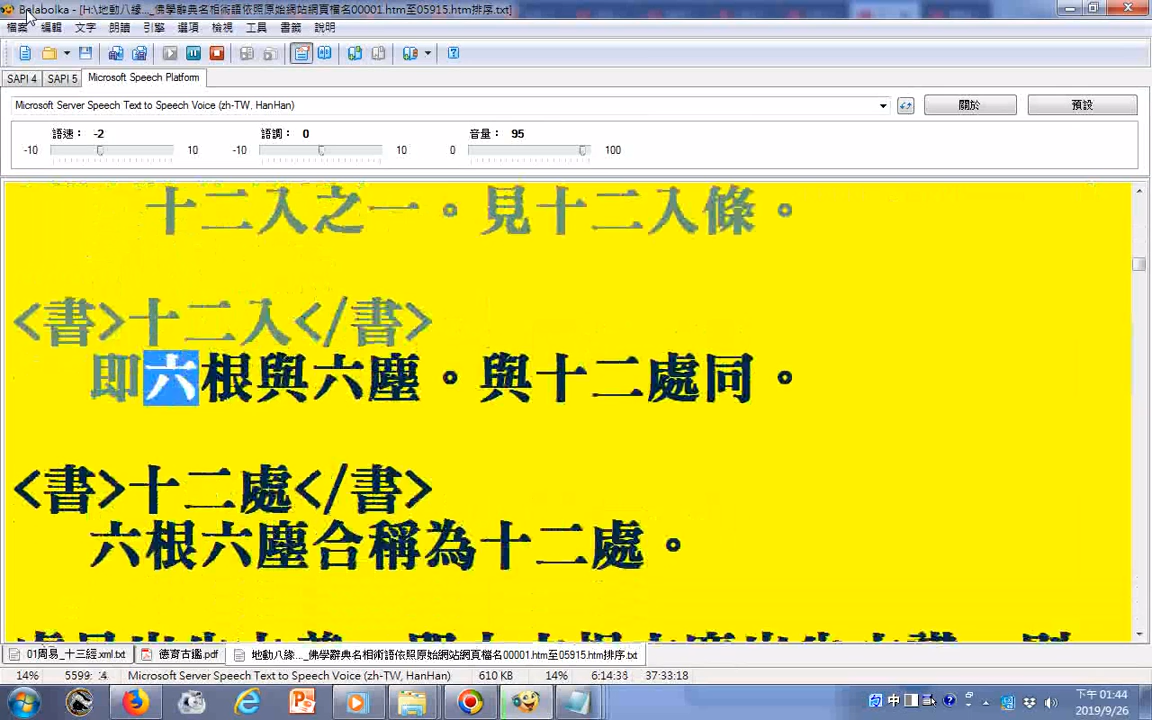 Balabolka - [H:\地動八緣..._佛學辭典名相術語依照原始網站網頁檔名00001.htm至05915.htm排序.txt]
檔案 編輯 文字 朗讀 引擎 選項 檢視 工具 書籤 說明
SAPI 4 SAPI 5 Microsoft Speech Platform
Microsoft Server Speech Text to Speech Voice (zh-TW, HanHan) 關於 預設
語速： -2 語調： 0 音量： 95
-10 10 -10 10 0 100
十二入之一。見十二入條。
<書>十二入</書>
即六根與六塵。與十二處同。
<書>十二處</書>
六根六塵合稱為十二處。
01周易_十三經.xml.txt 德育古鑑.pdf 地動八緣..._佛學辭典名相術語依照原始網站網頁檔名00001.htm至05915.htm排序.txt
14% 5599: Microsoft Server Speech Text to Speech Voice (zh-TW, HanHan) 610 KB 14% 6:14:38 37:33:18
中 下午 01:44
2019/9/26